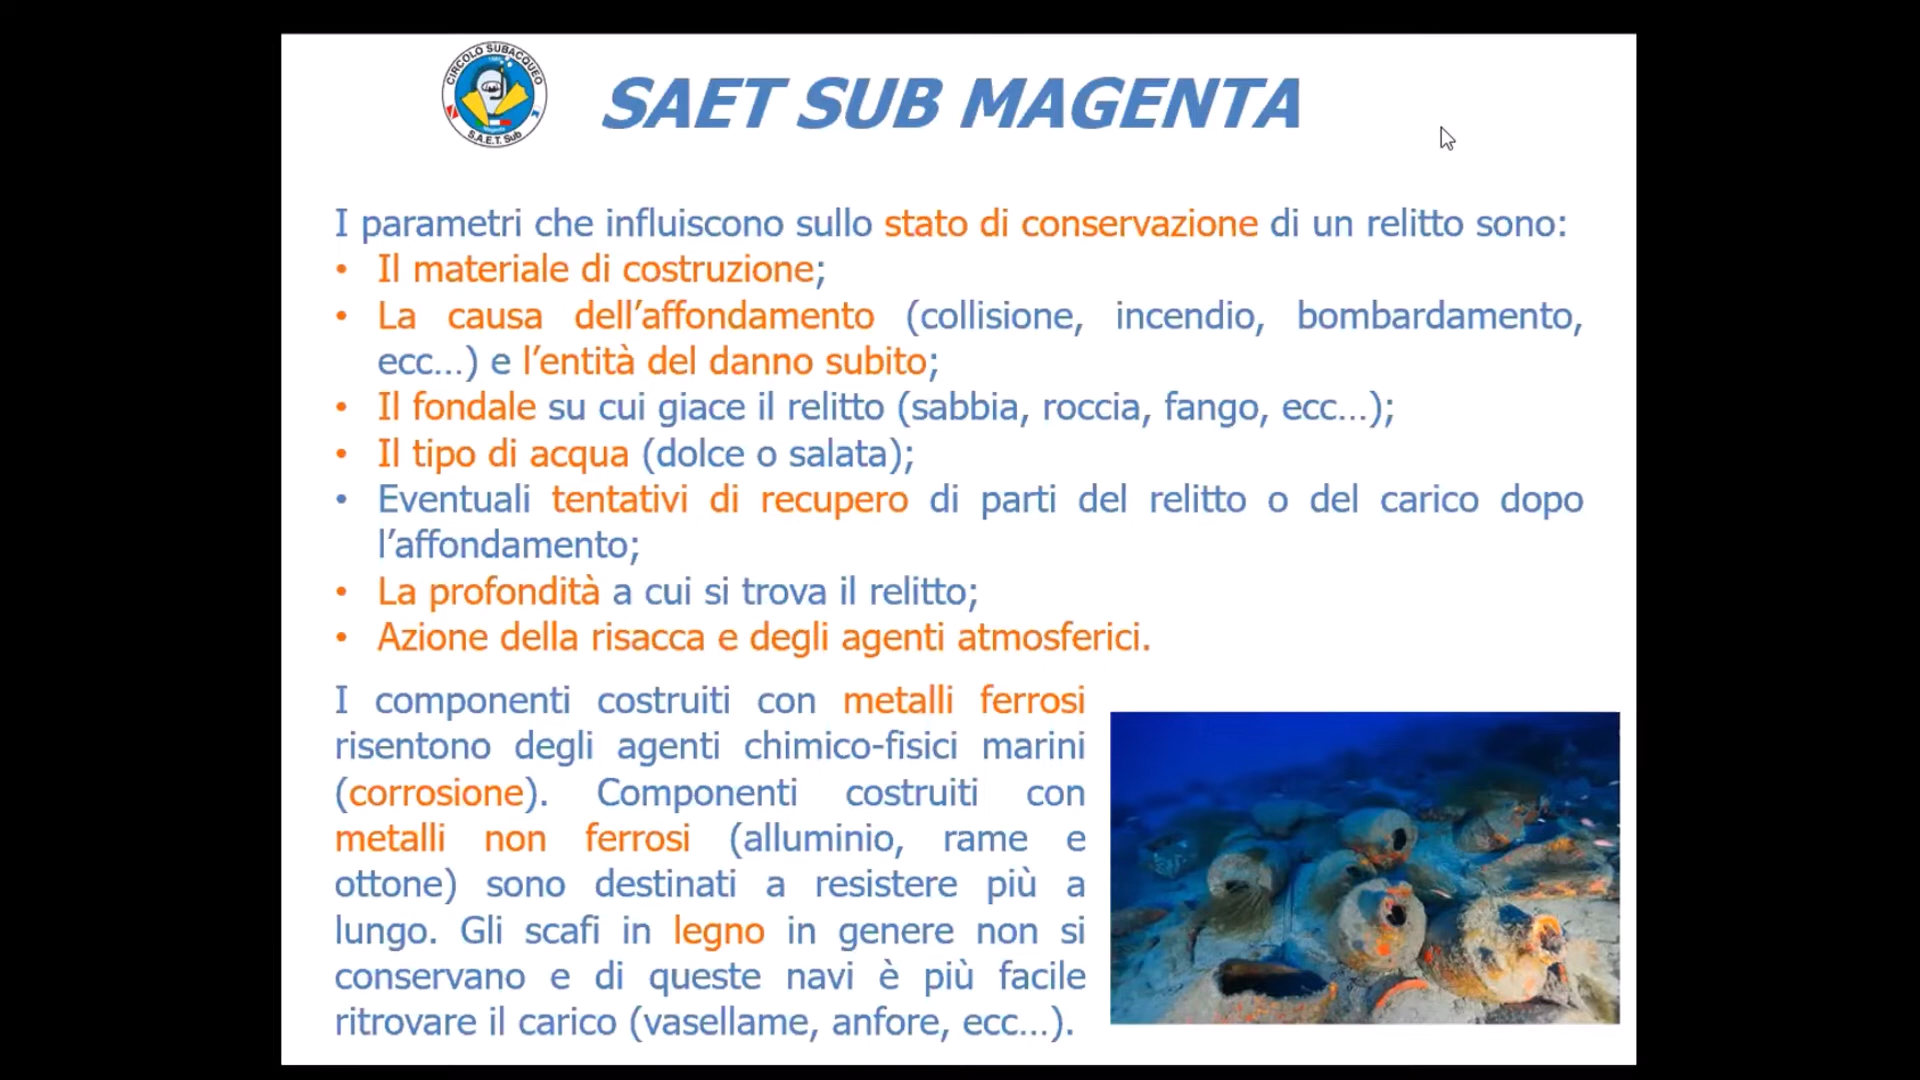 CIRCOLO SUBACQUEO
S.A.E.T. Sub
SAET SUB MAGENTA
I parametri che influiscono sullo stato di conservazione di un relitto sono:
• Il materiale di costruzione;
• La causa dell’affondamento (collisione, incendio, bombardamento,
ecc...) e l’entità del danno subito;
• Il fondale su cui giace il relitto (sabbia, roccia, fango, ecc...);
• Il tipo di acqua (dolce o salata);
• Eventuali tentativi di recupero di parti del relitto o del carico dopo
l’affondamento;
• La profondità a cui si trova il relitto;
• Azione della risacca e degli agenti atmosferici.
I componenti costruiti con metalli ferrosi
risentono degli agenti chimico-fisici marini
(corrosione). Componenti costruiti con
metalli non ferrosi (alluminio, rame e
ottone) sono destinati a resistere più a
lungo. Gli scafi in legno in genere non si
conservano e di queste navi è più facile
ritrovare il carico (vasellame, anfore, ecc...).